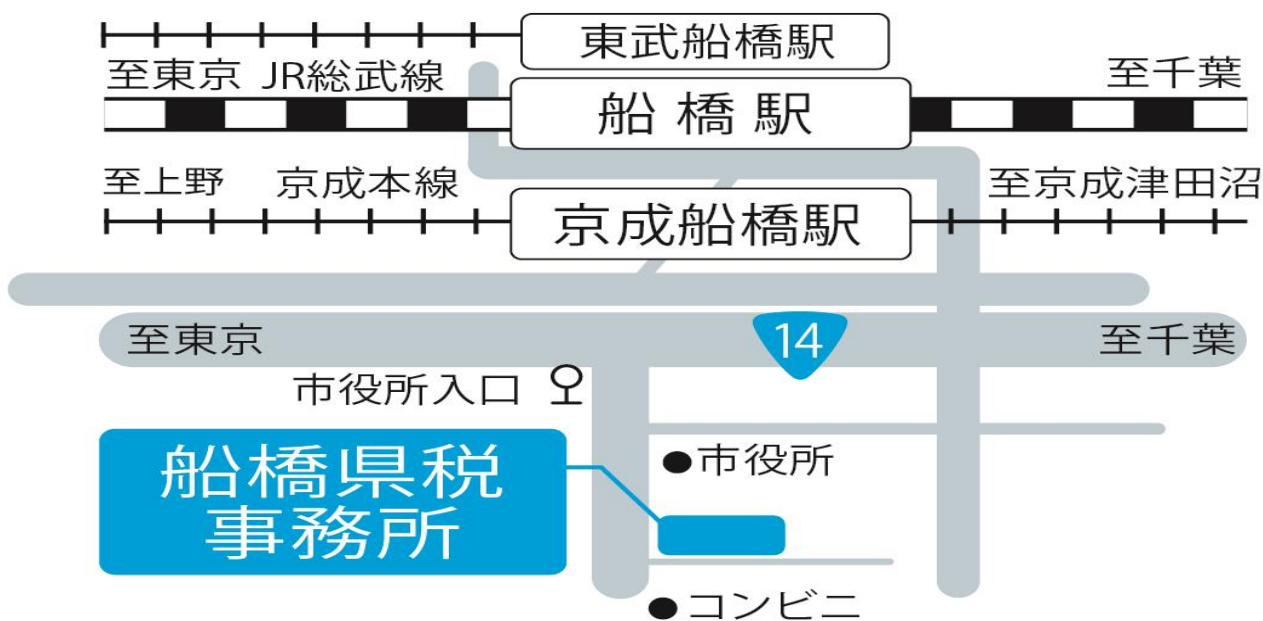 東武船橋駅
至東京 JR総武線
至千葉
船橋駅
至上野 京成本線
至京成津田沼
京成船橋駅
至東京
14
至千葉
市役所入口
船橋県税
事務所
市役所
コンビニ